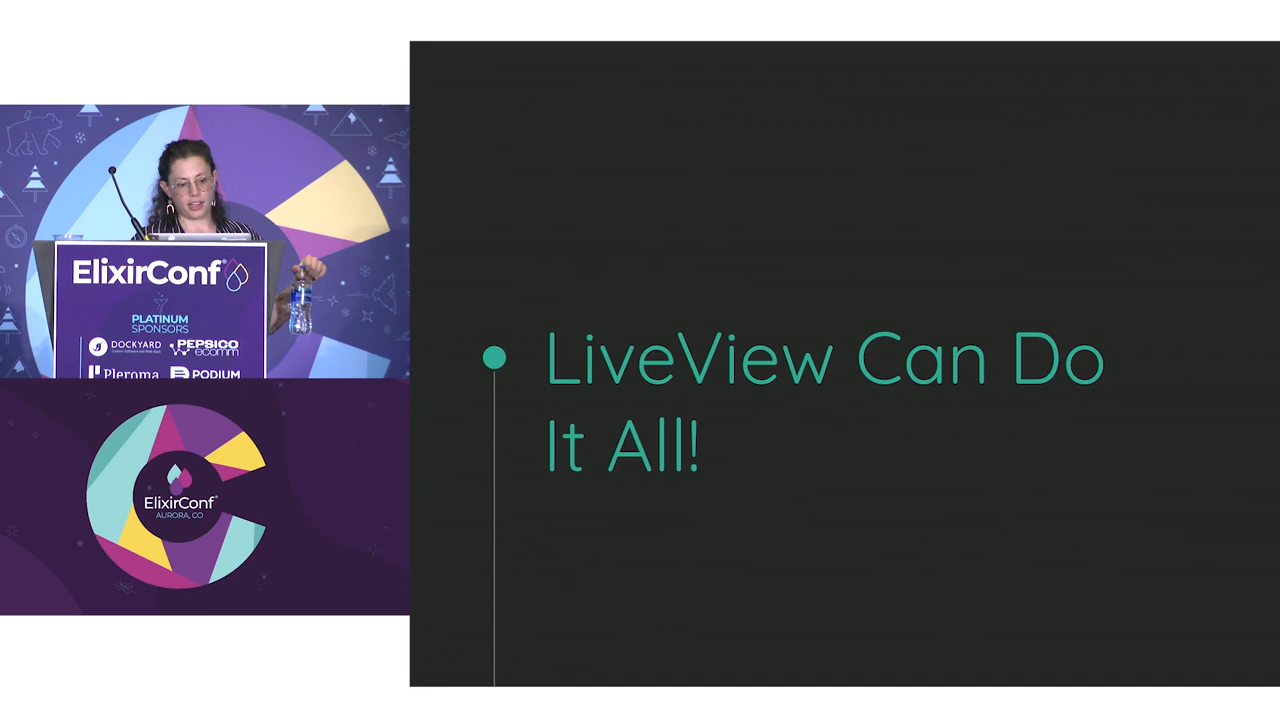 ElixirConf
PLATINUM
SPONSORS
DOCKYARD
PEPSICO
ecomm
Pleroma
PODIUM
ElixirConf
AURORA, CO
LiveView Can Do
It All!